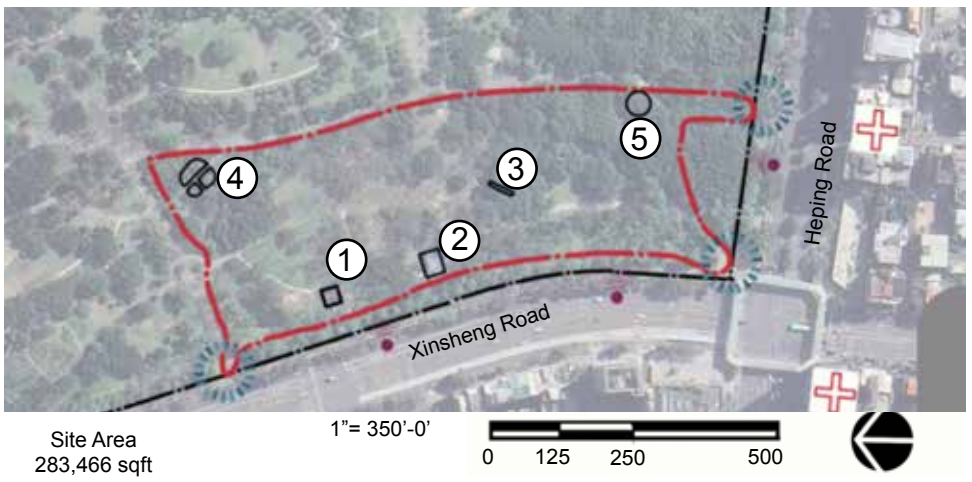 5
3
4
2
1
Heping Road
Xinsheng Road
Site Area
283,466 sqft
1"= 350'-0'
0 125 250 500